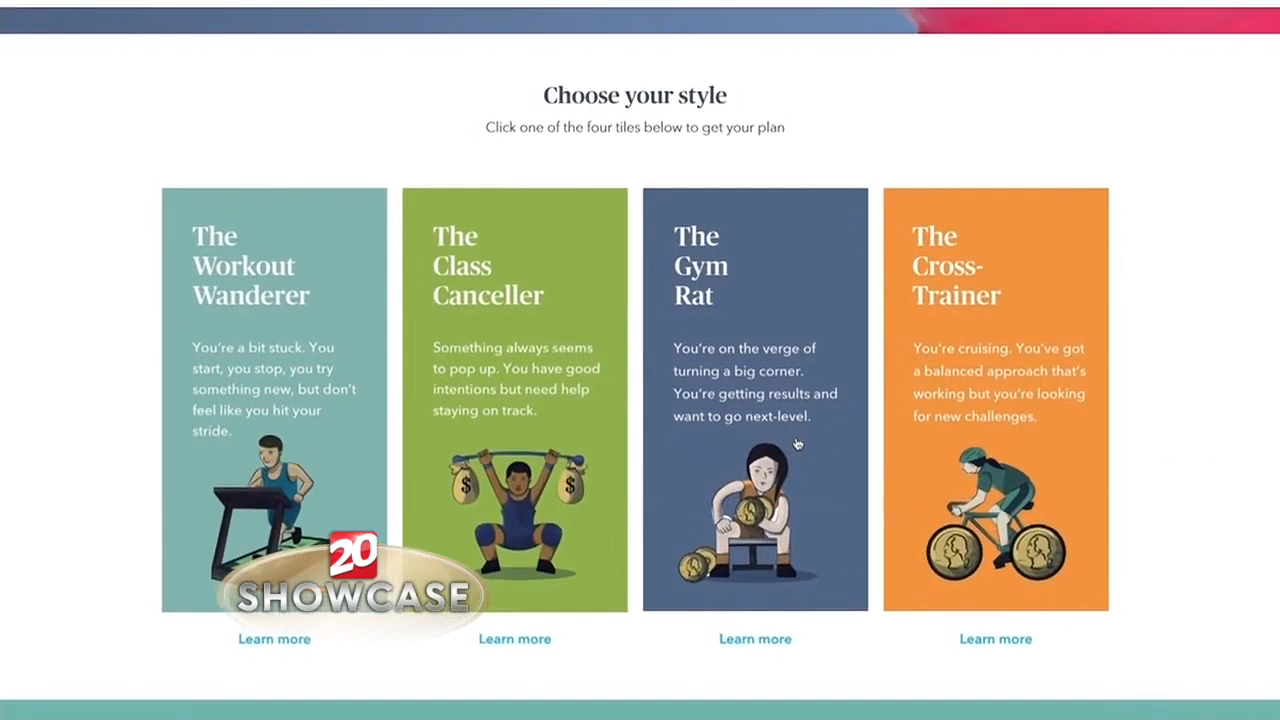 Choose your style
Click one of the four tiles below to get your plan
The
Workout
Wanderer
You're a bit stuck. You
start, you stop, you try
something new, but don't
feel like you hit your
stride.
The
Class
Canceller
Something always seems
to pop up. You have good
intentions but need help
staying on track.
$
$
The
Gym
Rat
You're on the verge of
turning a big corner.
You're getting results and
want to go next-level.
The
Cross-
Trainer
You're cruising. You've got
a balanced approach that's
working but you're looking
for new challenges.
20
SHOWCASE
Learn more
Learn more
Learn more
Learn more